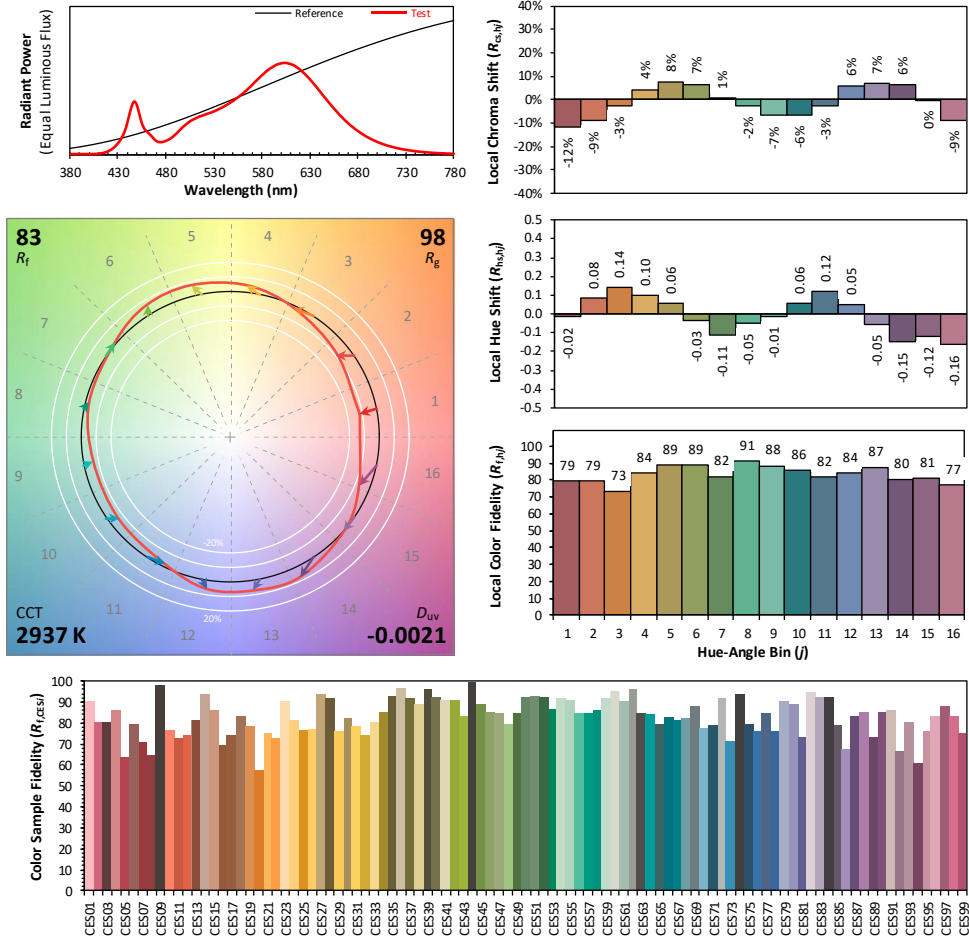 Reference
Test
Radiant Power
(Equal Luminous Flux)
380
430
480
530
580
630
680
730
780
Wavelength (nm)
Local Chroma Shift (Rcs,hj)
40%
30%
20%
10%
0%
-10%
-20%
-30%
-40%
-12%
-9%
-3%
4%
8%
7%
1%
-2%
-7%
-6%
-3%
6%
7%
6%
0%
-9%
Local Hue Shift (Rhs,hj)
0.5
0.4
0.3
0.2
0.1
0.0
-0.1
-0.2
-0.3
-0.4
-0.5
-0.02
0.08
0.14
0.10
0.06
-0.03
-0.11
-0.05
-0.01
0.06
0.12
0.05
-0.05
-0.15
-0.12
-0.16
83
Rf
98
Rg
1
2
3
4
5
6
7
8
9
10
11
12
13
14
15
16
-20%
20%
CCT
2937 K
Duv
-0.0021
Local Color Fidelity (Rf,hj)
100
90
80
70
60
50
40
30
20
10
0
79
79
73
84
89
89
82
91
88
86
82
84
87
80
81
77
1 2 3 4 5 6 7 8 9 10 11 12 13 14 15 16
Hue-Angle Bin (j)
Color Sample Fidelity (Rf,CESi)
100
90
80
70
60
50
40
30
20
10
0
CES01
CES03
CES05
CES07
CES09
CES11
CES13
CES15
CES17
CES19
CES21
CES23
CES25
CES27
CES29
CES31
CES33
CES35
CES37
CES39
CES41
CES43
CES45
CES47
CES49
CES51
CES53
CES55
CES57
CES59
CES61
CES63
CES65
CES67
CES69
CES71
CES73
CES75
CES77
CES79
CES81
CES83
CES85
CES87
CES89
CES91
CES93
CES95
CES97
CES99